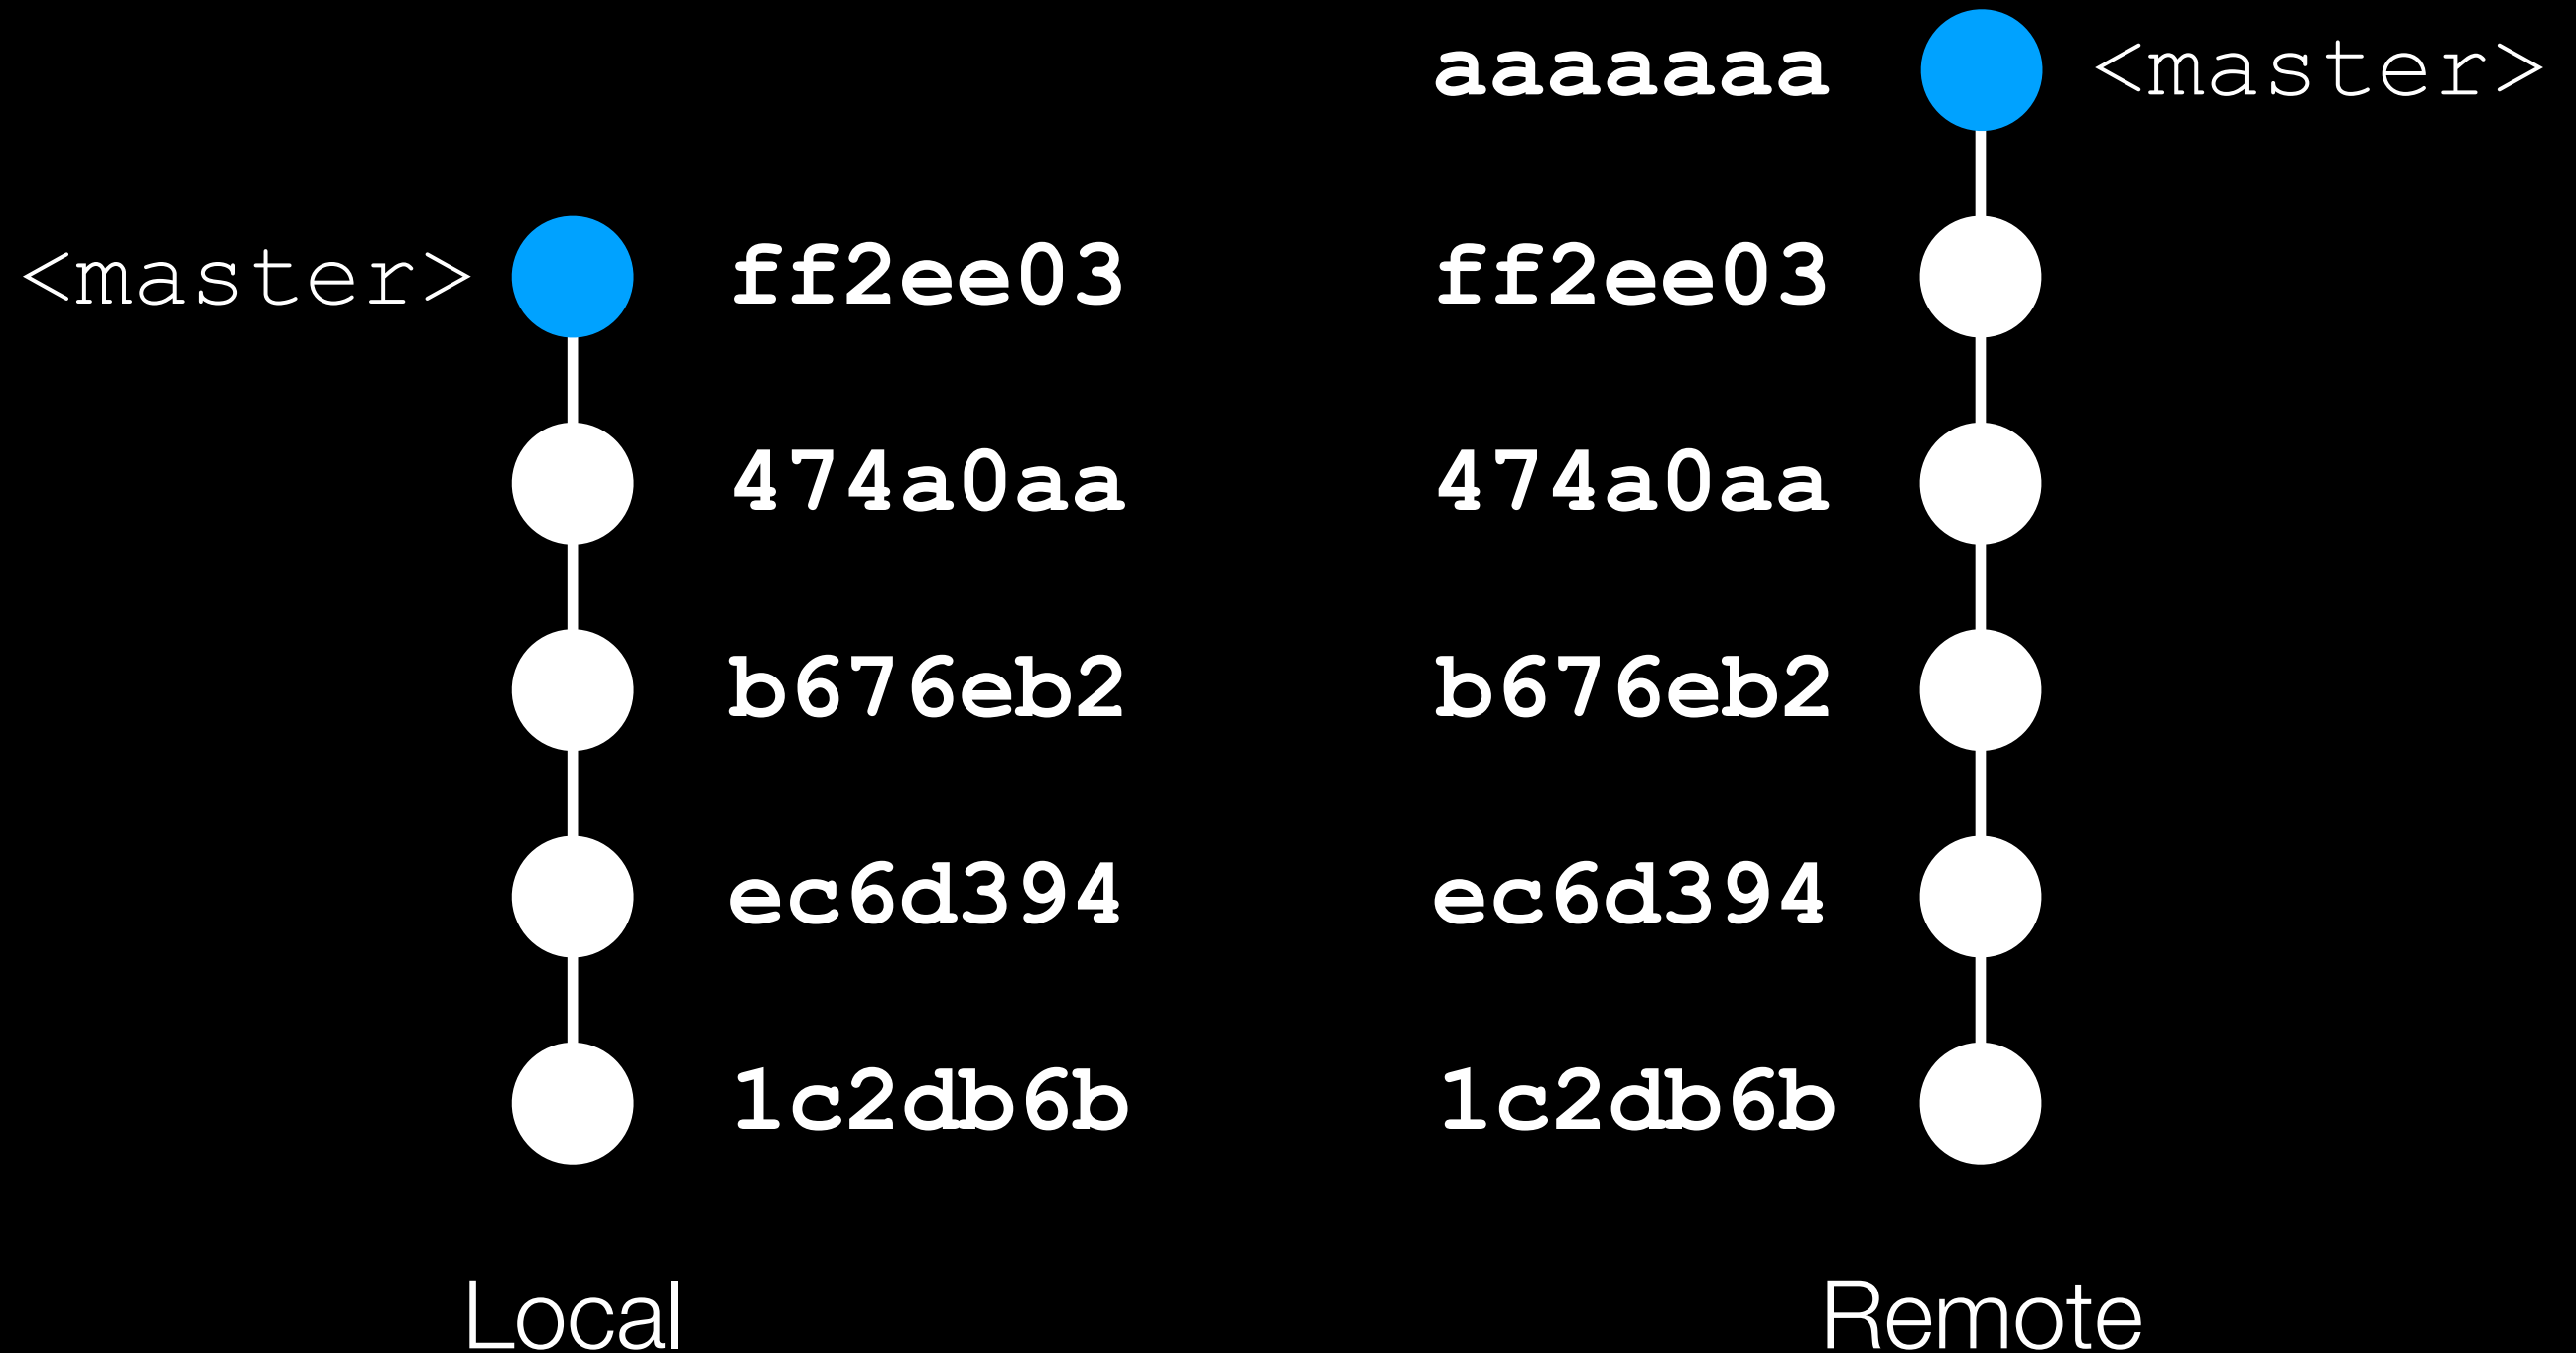 aaaaaaa <master>
<master> ff2ee03 ff2ee03
474a0aa 474a0aa
b676eb2 b676eb2
ec6d394 ec6d394
1c2db6b 1c2db6b
Local Remote